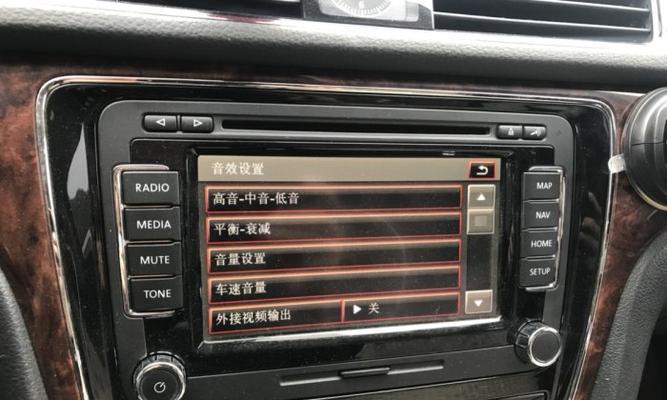 音效设置
RADIO
MEDIA
MUTE
TONE
高音-中音-低音
平衡-衰减
音量设置
车速音量
外接视频输出
关
MAP
NAV
HOME
SETUP